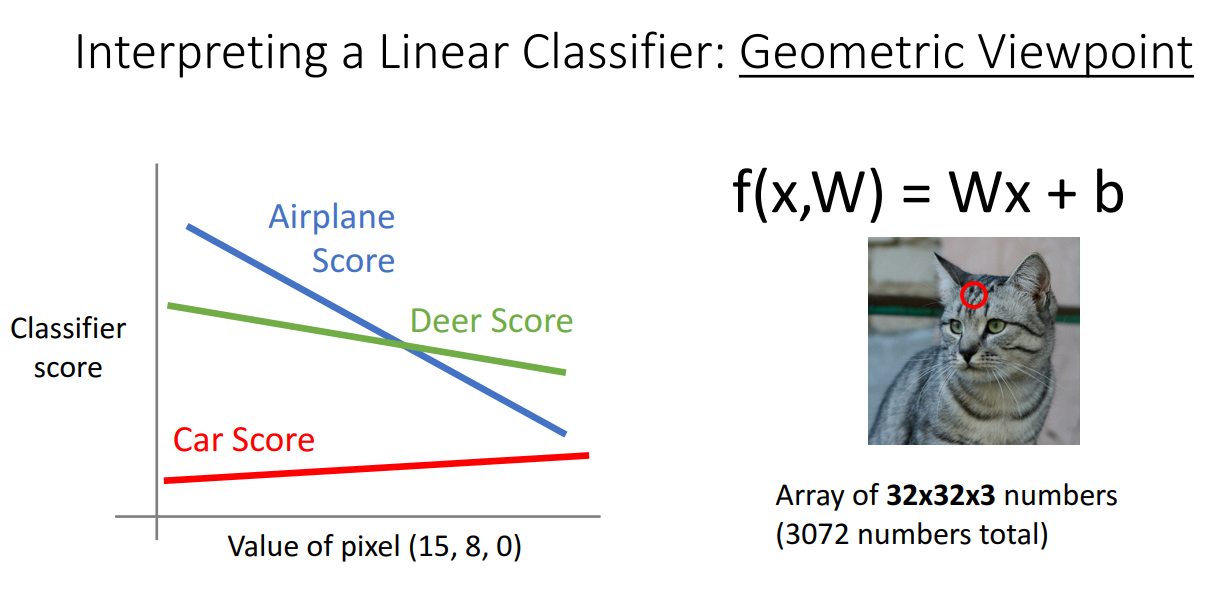 Interpreting a Linear Classifier: Geometric Viewpoint
Airplane
Score
Deer Score
Classifier
score
Car Score
Value of pixel (15, 8, 0)
f(x,W) = Wx + b
Array of 32x32x3 numbers
(3072 numbers total)